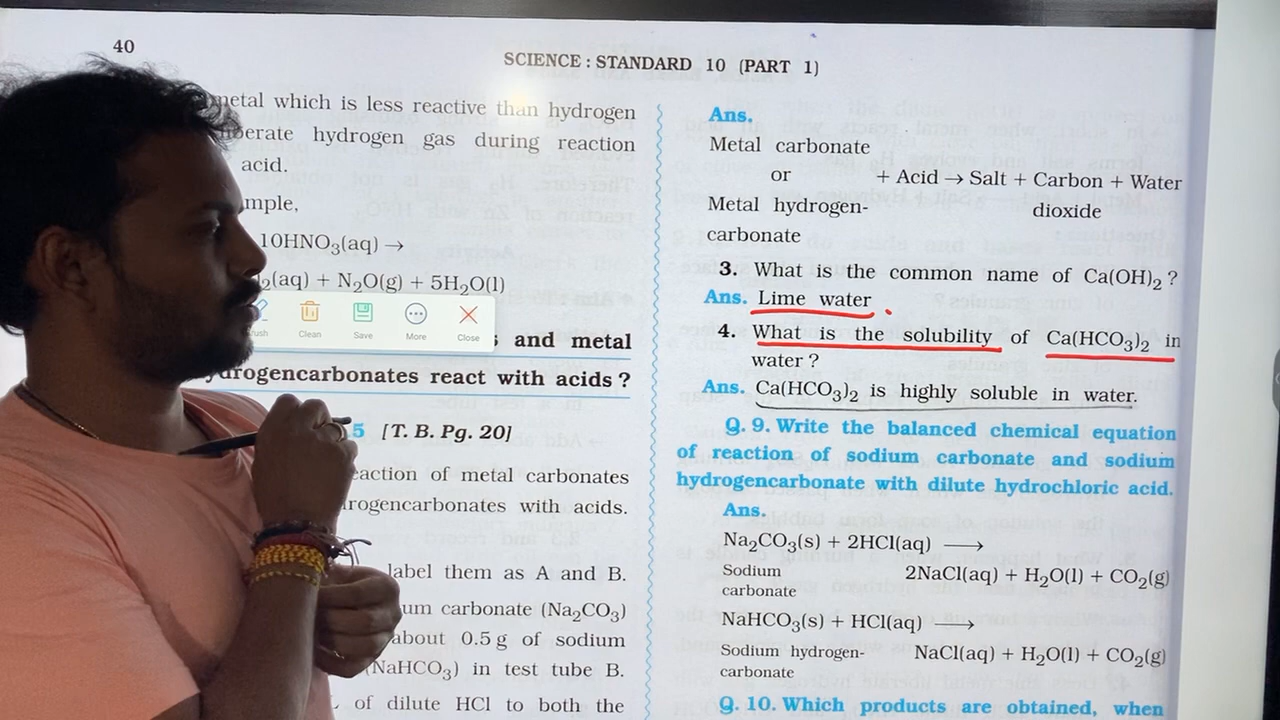 40
SCIENCE : STANDARD 10 (PART 1)
metal which is less reactive than hydrogen
liberate hydrogen gas during reaction
acid.
10HNO₃(aq) →
(aq) + N₂O(g) + 5H₂O(l)
Clean
Save
More
Close
and metal
hydrogencarbonates react with acids ?
5 [T. B. Pg. 20]
reaction of metal carbonates
hydrogencarbonates with acids.
label them as A and B.
carbonate (Na₂CO₃)
about 0.5 g of sodium
(NaHCO₃) in test tube B.
of dilute HCl to both the
Ans.
Metal carbonate
or + Acid → Salt + Carbon + Water
Metal hydrogen- dioxide
carbonate
3. What is the common name of Ca(OH)₂ ?
Ans. Lime water
4. What is the solubility of Ca(HCO₃)₂ in
water ?
Ans. Ca(HCO₃)₂ is highly soluble in water.
Q. 9. Write the balanced chemical equation
of reaction of sodium carbonate and sodium
hydrogencarbonate with dilute hydrochloric acid.
Ans.
Na₂CO₃(s) + 2HCl(aq) ⟶
Sodium 2NaCl(aq) + H₂O(l) + CO₂(g)
carbonate
NaHCO₃(s) + HCl(aq) ⟶
Sodium hydrogen- NaCl(aq) + H₂O(l) + CO₂(g)
carbonate
Q. 10. Which products are obtained, when